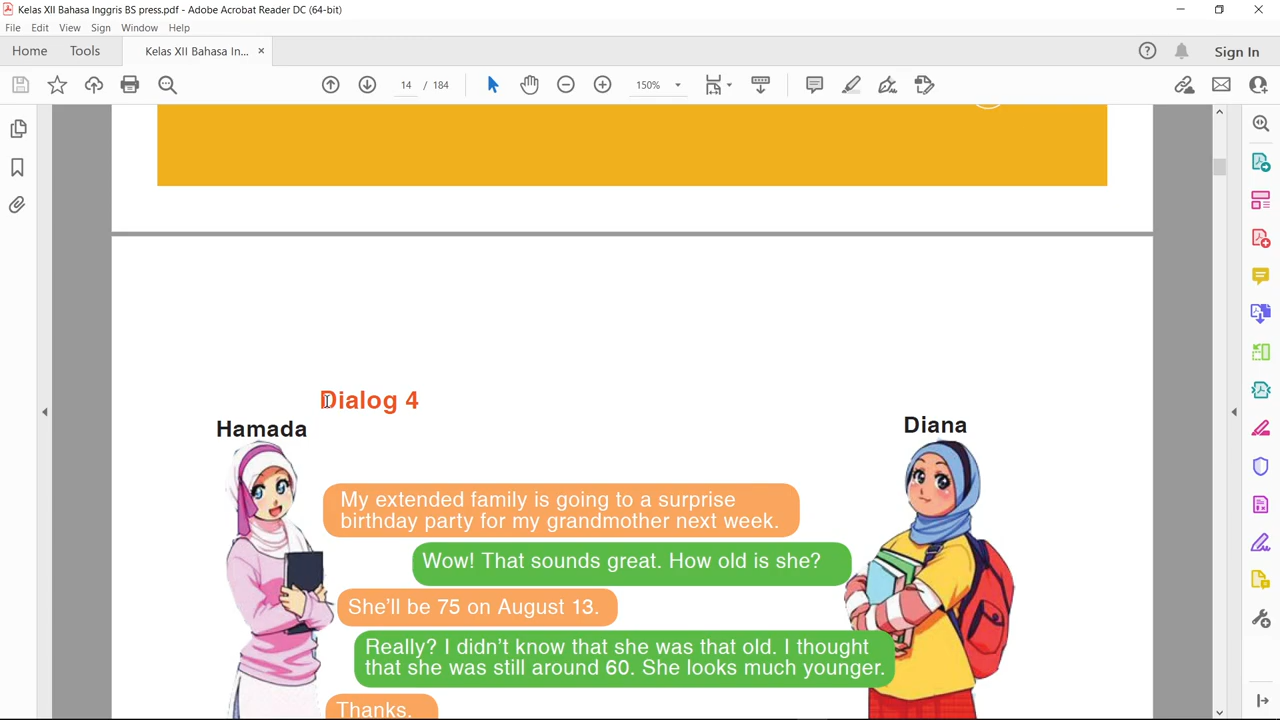 Kelas XII Bahasa Inggris BS press.pdf - Adobe Acrobat Reader DC (64-bit)
File Edit View Sign Window Help
Home Tools Kelas XII Bahasa In... × Sign In
14 / 184 150%
Dialog 4
Hamada
Diana
My extended family is going to a surprise
birthday party for my grandmother next week.
Wow! That sounds great. How old is she?
She'll be 75 on August 13.
Really? I didn't know that she was that old. I thought
that she was still around 60. She looks much younger.
Thanks.